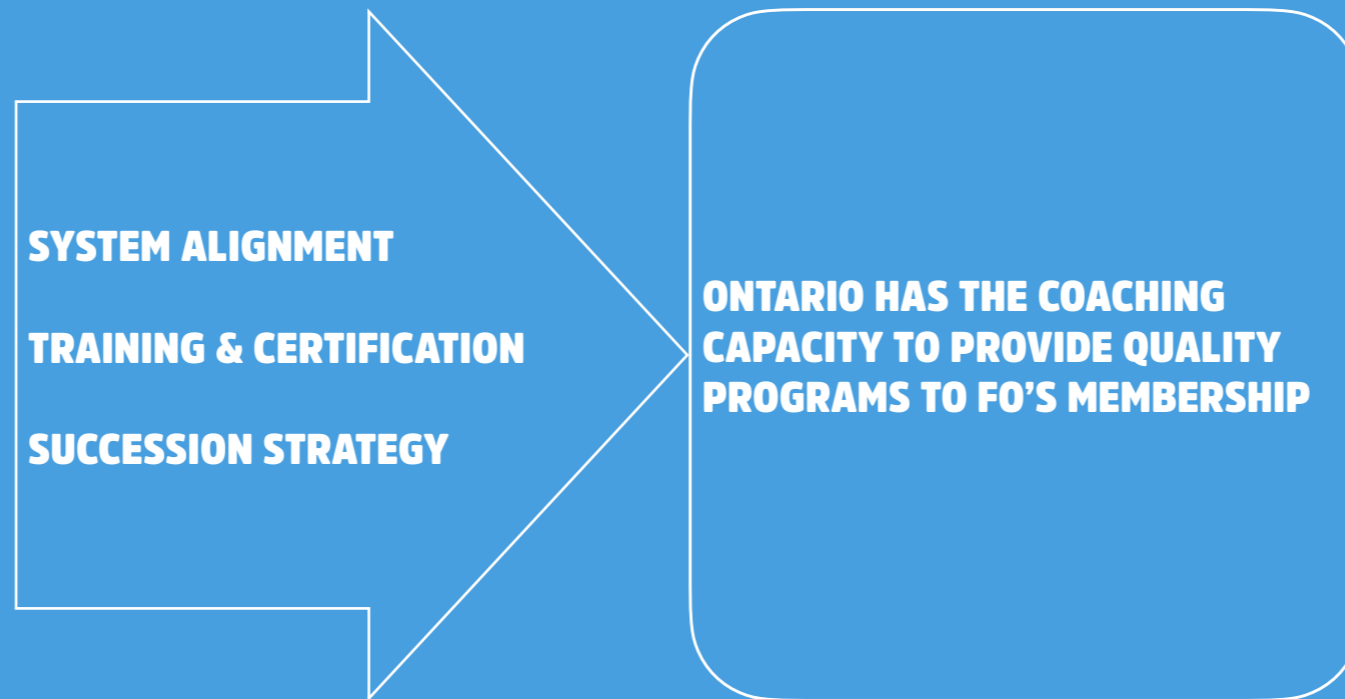 SYSTEM ALIGNMENT
TRAINING & CERTIFICATION
SUCCESSION STRATEGY
ONTARIO HAS THE COACHING
CAPACITY TO PROVIDE QUALITY
PROGRAMS TO FO’S MEMBERSHIP